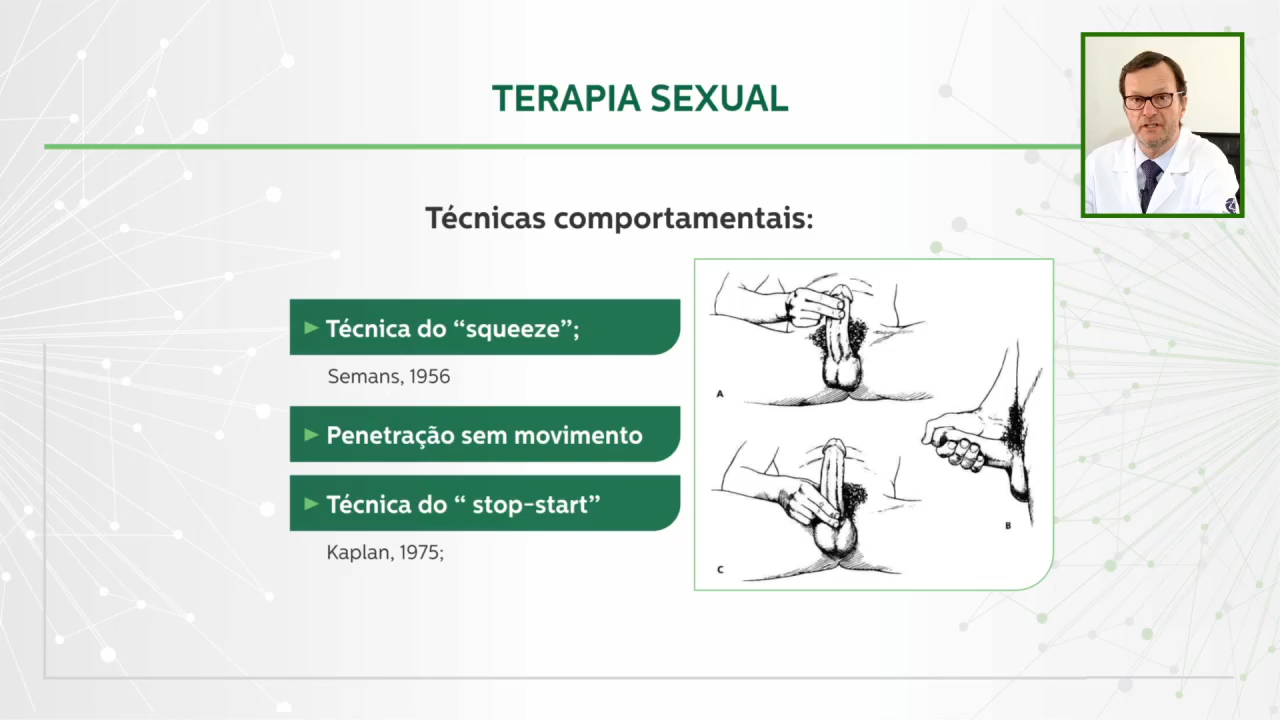 TERAPIA SEXUAL
Técnicas comportamentais:
Técnica do “squeeze”;
Semans, 1956
Penetração sem movimento
Técnica do “ stop-start”
Kaplan, 1975;
A
B
C